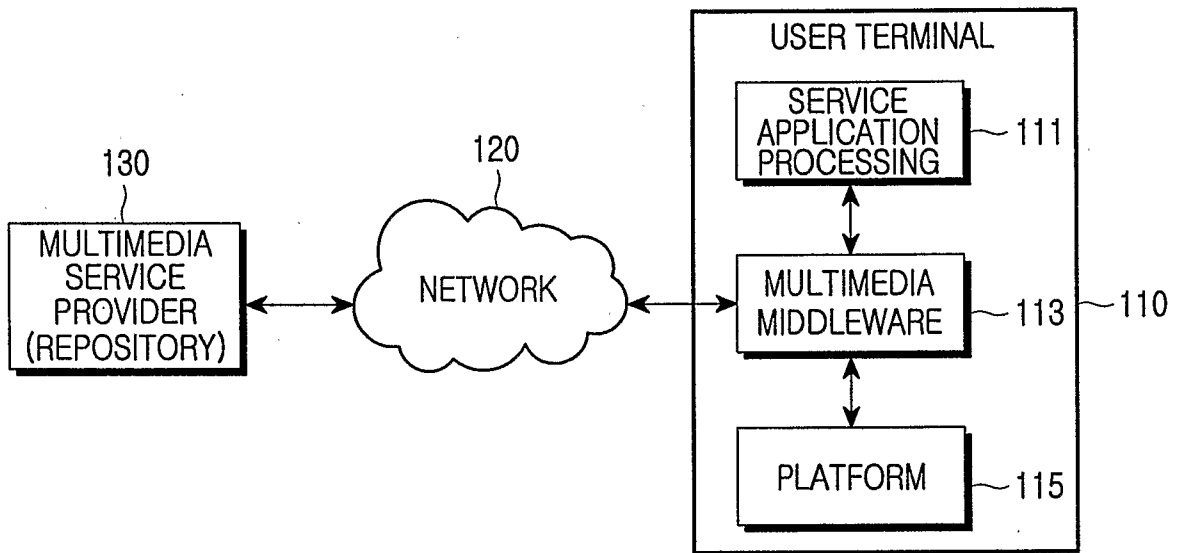 130
MULTIMEDIA
SERVICE
PROVIDER
(REPOSITORY)
120
NETWORK
USER TERMINAL
SERVICE
APPLICATION
PROCESSING
111
MULTIMEDIA
MIDDLEWARE
113
110
PLATFORM
115